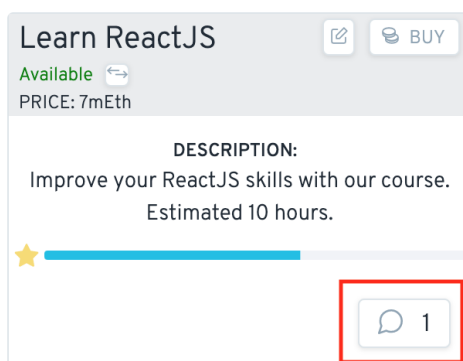 Learn ReactJS
BUY
Available
PRICE: 7mEth
DESCRIPTION:
Improve your ReactJS skills with our course.
Estimated 10 hours.
1